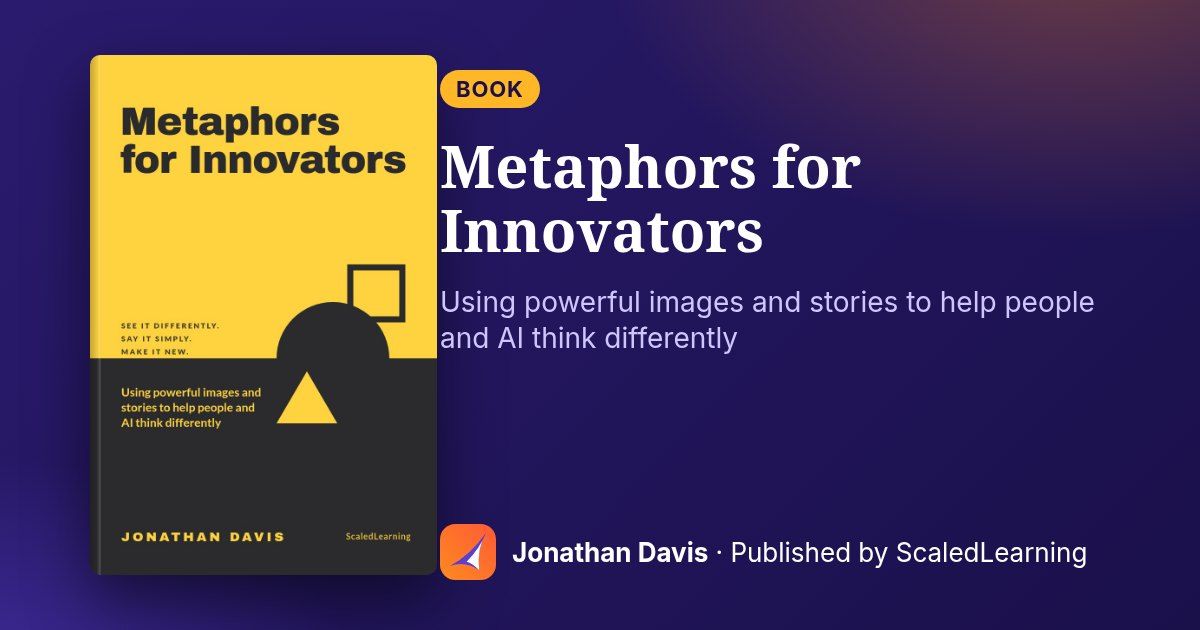 Metaphors
for Innovators
SEE IT DIFFERENTLY.
SAY IT SIMPLY.
MAKE IT NEW.
Using powerful images and
stories to help people and
AI think differently
JONATHAN DAVIS
ScaledLearning
BOOK
Metaphors for
Innovators
Using powerful images and stories to help people
and AI think differently
Jonathan Davis · Published by ScaledLearning